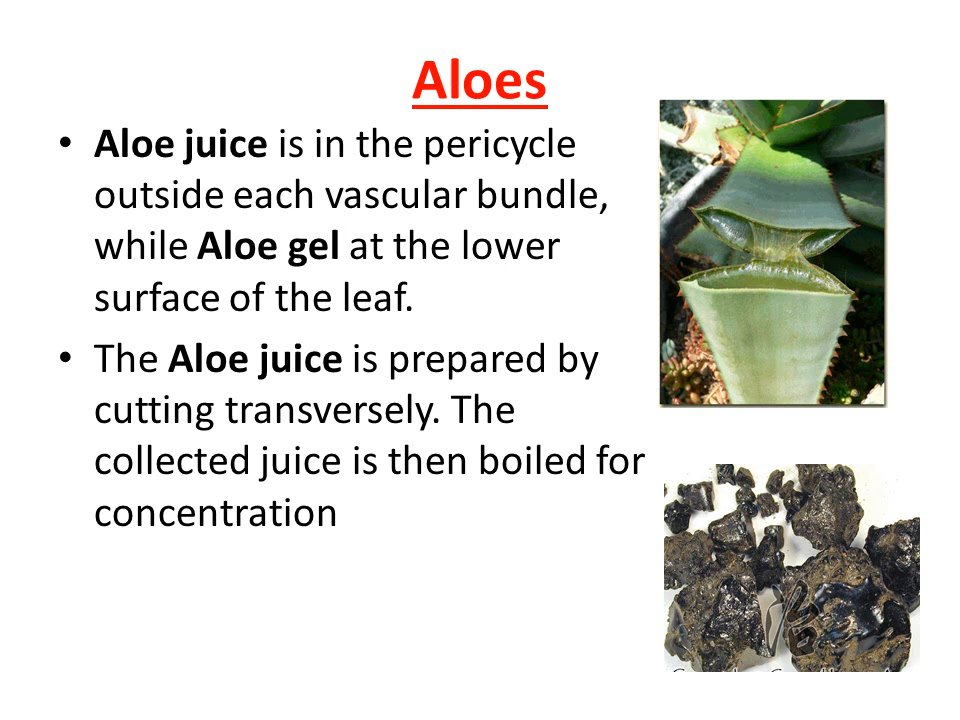 Aloes
• Aloe juice is in the pericycle
outside each vascular bundle,
while Aloe gel at the lower
surface of the leaf.
• The Aloe juice is prepared by
cutting transversely. The
collected juice is then boiled for
concentration